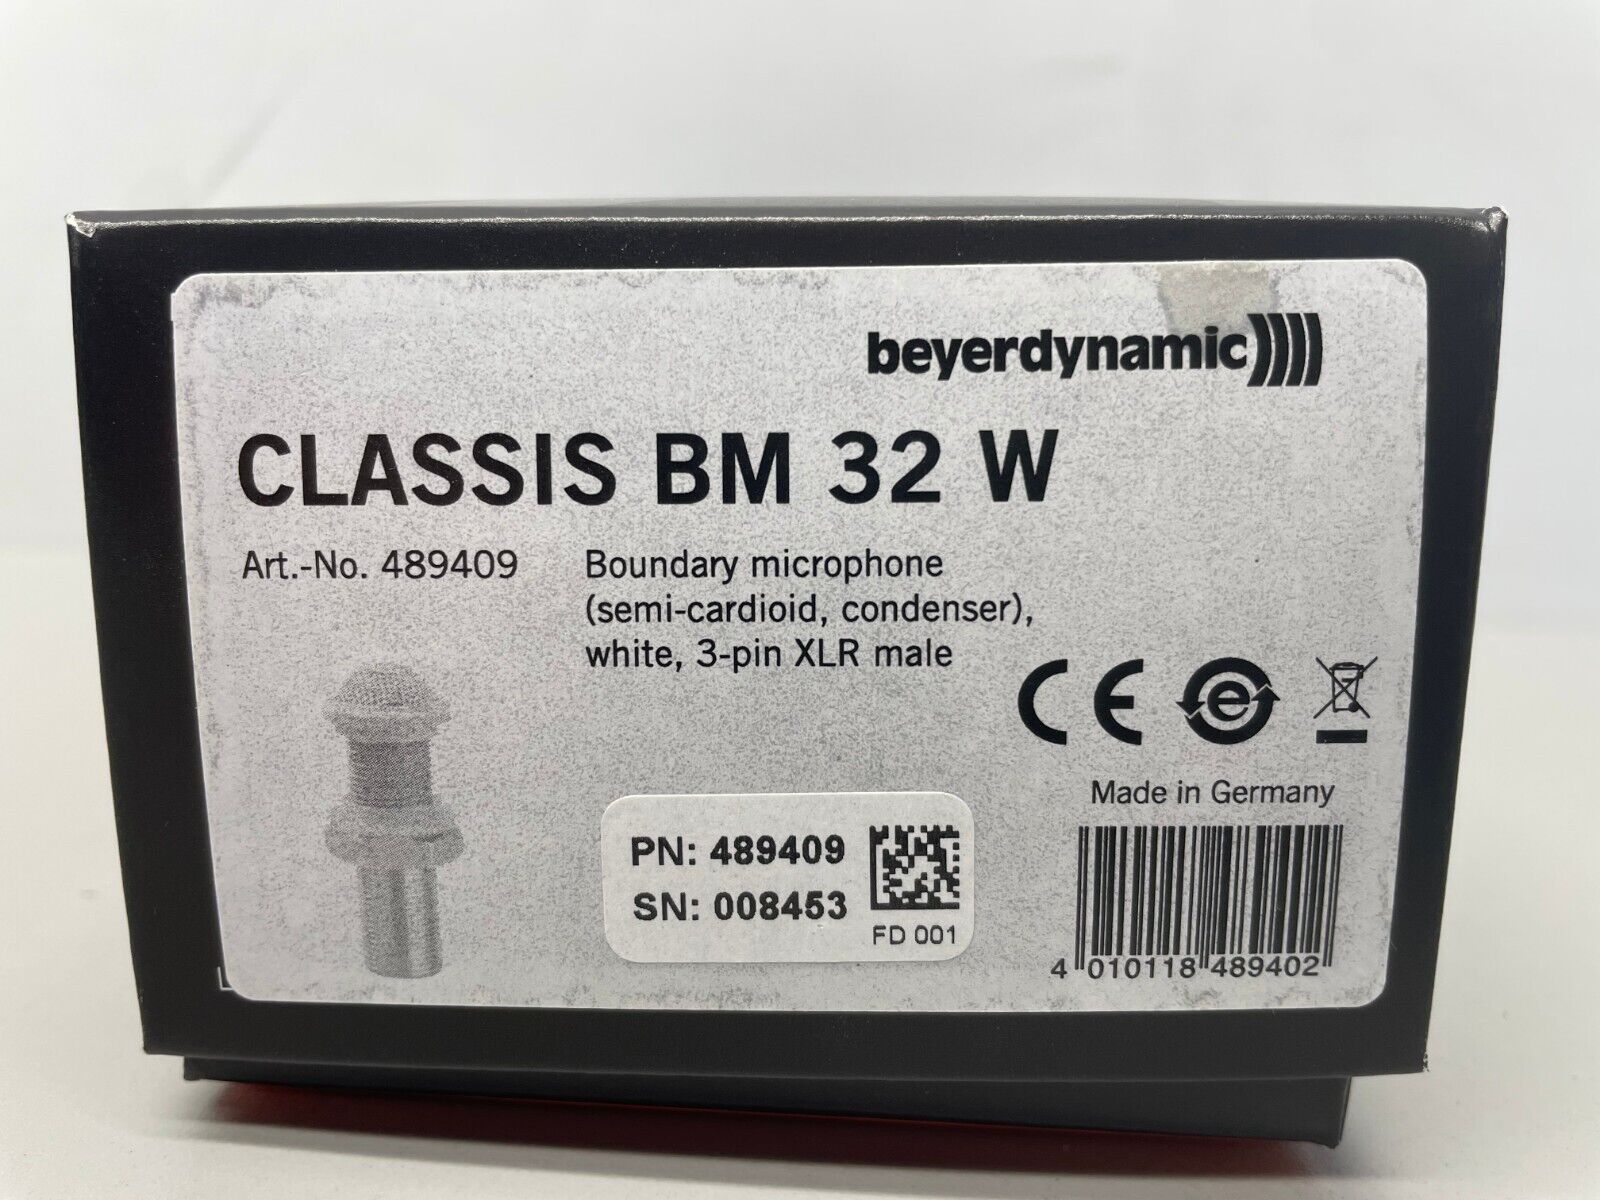 beyerdynamic
CLASSIS BM 32 W
Art.-No. 489409
Boundary microphone
(semi-cardioid, condenser),
white, 3-pin XLR male
CE
e
Made in Germany
PN: 489409
SN: 008453
FD 001
4 010118 489402